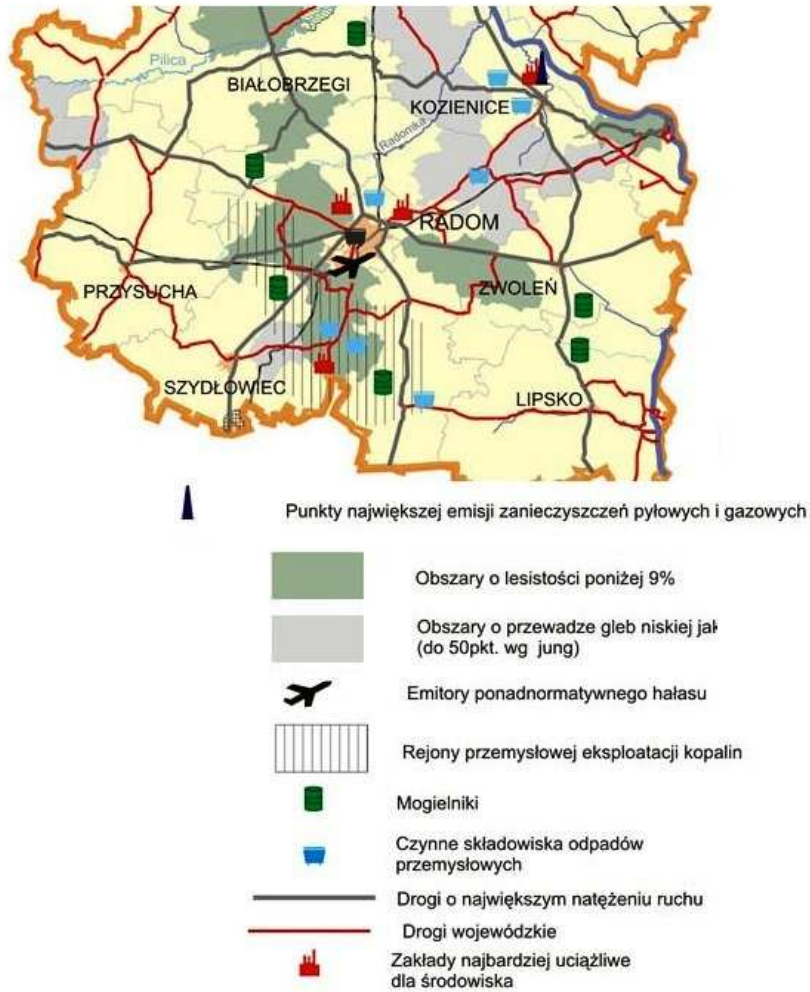 Pilica
BIAŁOBRZEGI
KOZIENICE
Radomka
RADOM
PRZYSUCHA
ZWOLEŃ
SZYDŁOWIEC
LIPSKO
Punkty największej emisji zanieczyszczeń pyłowych i gazowych
Obszary o lesistości poniżej 9%
Obszary o przewadze gleb niskiej jak
(do 50pkt. wg jung)
Emitory ponadnormatywnego hałasu
Rejony przemysłowej eksploatacji kopalin
Mogielniki
Czynne składowiska odpadów
przemysłowych
Drogi o największym natężeniu ruchu
Drogi wojewódzkie
Zakłady najbardziej uciążliwe
dla środowiska